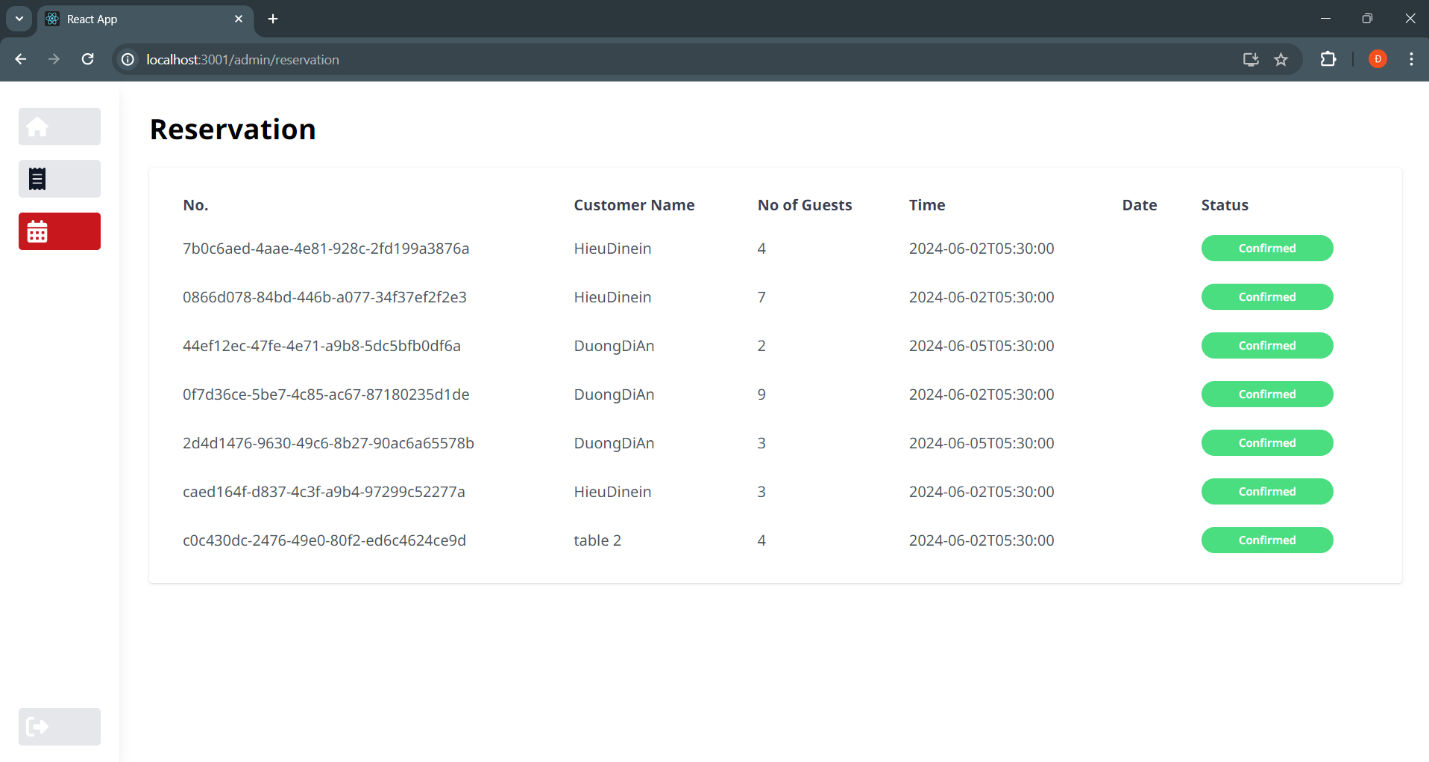 React App
localhost:3001/admin/reservation
Đ
Reservation
No. Customer Name No of Guests Time Date Status
7b0c6aed-4aae-4e81-928c-2fd199a3876a HieuDinein 4 2024-06-02T05:30:00 Confirmed
0866d078-84bd-446b-a077-34f37ef2f2e3 HieuDinein 7 2024-06-02T05:30:00 Confirmed
44ef12ec-47fe-4e71-a9b8-5dc5bfb0df6a DuongDiAn 2 2024-06-05T05:30:00 Confirmed
0f7d36ce-5be7-4c85-ac67-87180235d1de DuongDiAn 9 2024-06-02T05:30:00 Confirmed
2d4d1476-9630-49c6-8b27-90ac6a65578b DuongDiAn 3 2024-06-05T05:30:00 Confirmed
caed164f-d837-4c3f-a9b4-97299c52277a HieuDinein 3 2024-06-02T05:30:00 Confirmed
c0c430dc-2476-49e0-80f2-ed6c4624ce9d table 2 4 2024-06-02T05:30:00 Confirmed